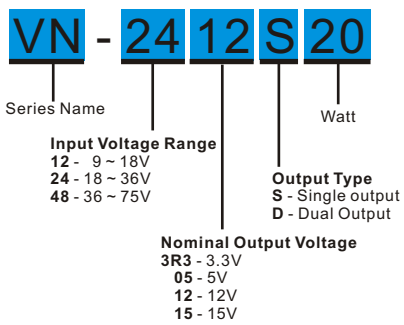 VN - 24 12 S 20
Series Name
Watt
Input Voltage Range
12 - 9 ~ 18V
24 - 18 ~ 36V
48 - 36 ~ 75V
Output Type
S - Single output
D - Dual Output
Nominal Output Voltage
3R3 - 3.3V
05 - 5V
12 - 12V
15 - 15V